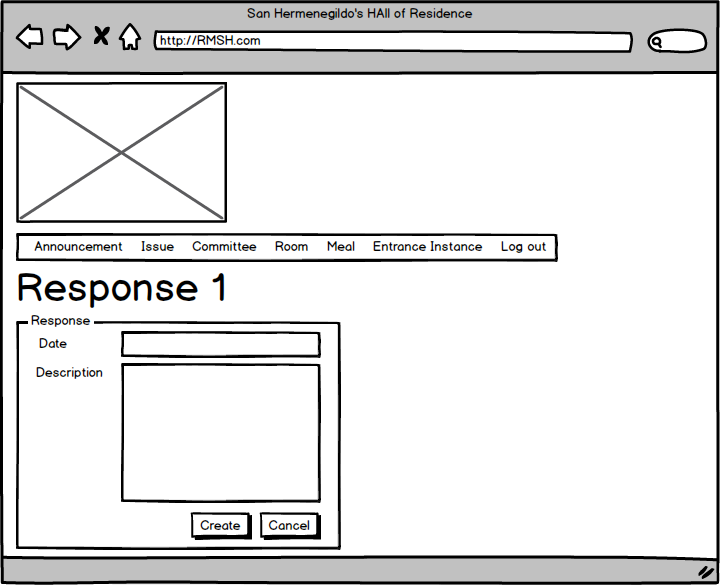 San Hermenegildo's HAll of Residence
http://RMSH.com
Announcement Issue Committee Room Meal Entrance Instance Log out
Response 1
Response
Date
Description
Create Cancel